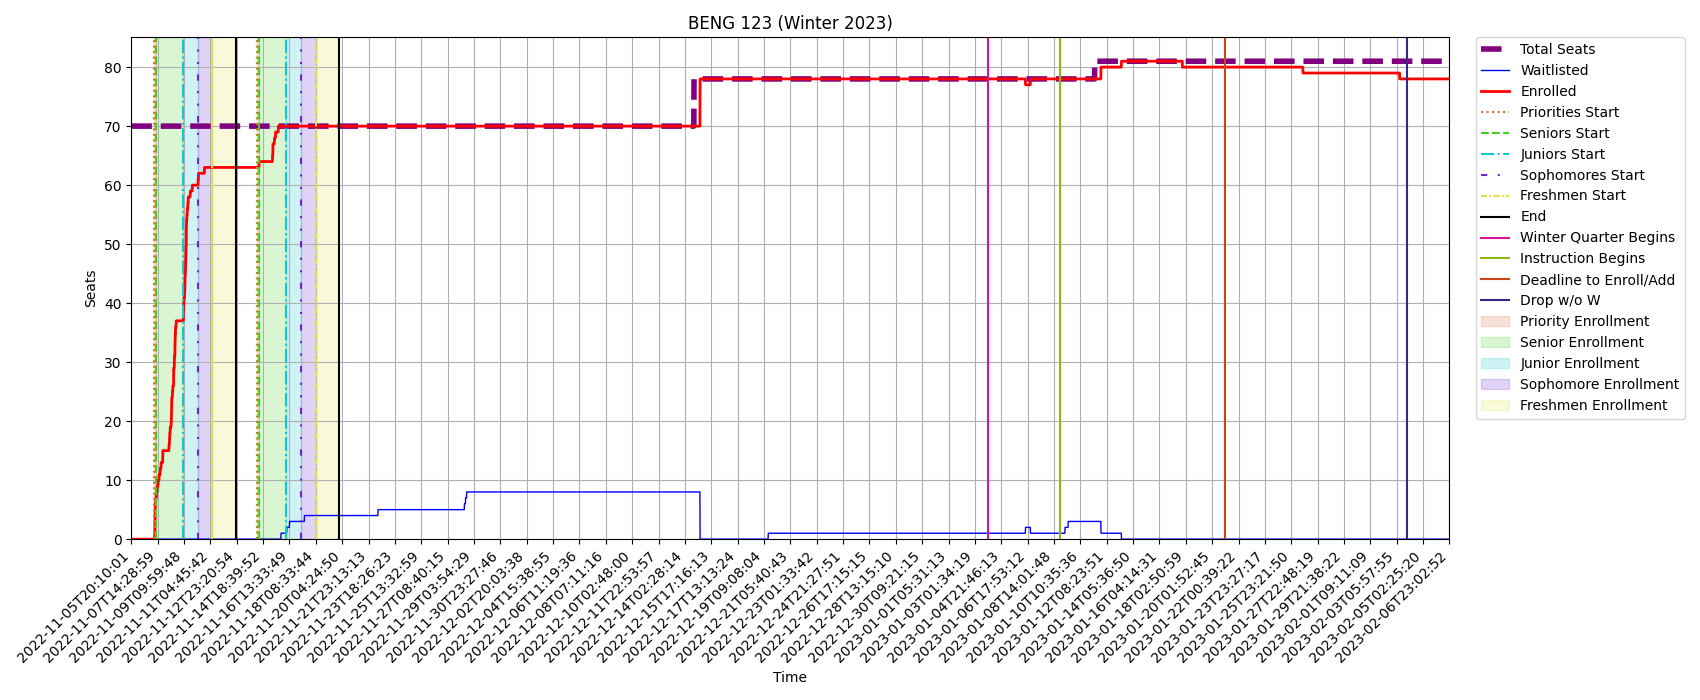 BENG 123 (Winter 2023)
Seats
80
70
60
50
40
30
20
10
0
2022-11-05T20:10:01
2022-11-07T14:28:59
2022-11-09T09:59:48
2022-11-11T04:45:42
2022-11-12T23:20:54
2022-11-14T18:39:52
2022-11-16T13:33:49
2022-11-18T08:33:44
2022-11-20T04:24:50
2022-11-21T23:13:13
2022-11-23T18:26:23
2022-11-25T13:32:59
2022-11-27T08:40:15
2022-11-29T03:54:29
2022-11-30T23:27:46
2022-12-02T20:03:38
2022-12-04T15:38:55
2022-12-06T11:19:36
2022-12-08T07:11:16
2022-12-10T02:48:00
2022-12-11T22:53:57
2022-12-14T02:28:14
2022-12-15T17:16:13
2022-12-17T13:13:24
2022-12-19T09:08:04
2022-12-21T05:40:43
2022-12-23T01:33:42
2022-12-24T21:27:51
2022-12-26T17:15:15
2022-12-28T13:15:10
2022-12-30T09:21:15
2023-01-01T05:31:13
2023-01-03T01:34:19
2023-01-04T21:46:13
2023-01-06T17:53:12
2023-01-08T14:01:48
2023-01-10T10:35:36
2023-01-12T08:23:51
2023-01-14T05:36:50
2023-01-16T04:14:31
2023-01-18T02:50:59
2023-01-20T01:52:45
2023-01-22T00:39:22
2023-01-23T23:27:17
2023-01-25T23:21:50
2023-01-27T22:48:19
2023-01-29T21:38:22
2023-02-01T09:11:09
2023-02-03T05:57:55
2023-02-05T02:25:20
2023-02-06T23:02:52
Time
Total Seats
Waitlisted
Enrolled
Priorities Start
Seniors Start
Juniors Start
Sophomores Start
Freshmen Start
End
Winter Quarter Begins
Instruction Begins
Deadline to Enroll/Add
Drop w/o W
Priority Enrollment
Senior Enrollment
Junior Enrollment
Sophomore Enrollment
Freshmen Enrollment